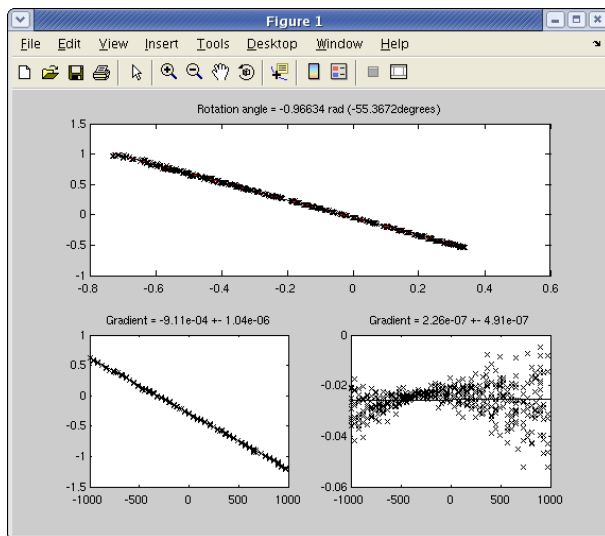 Figure 1
File Edit View Insert Tools Desktop Window Help
Rotation angle = -0.96634 rad (-55.3672degrees)
1.5
1
0.5
0
-0.5
-1
-0.8 -0.6 -0.4 -0.2 0 0.2 0.4 0.6
Gradient = -9.11e-04 +- 1.04e-06
1
0.5
0
-0.5
-1
-1.5
-1000 -500 0 500 1000
Gradient = 2.26e-07 +- 4.91e-07
0
-0.02
-0.04
-0.06
-1000 -500 0 500 1000